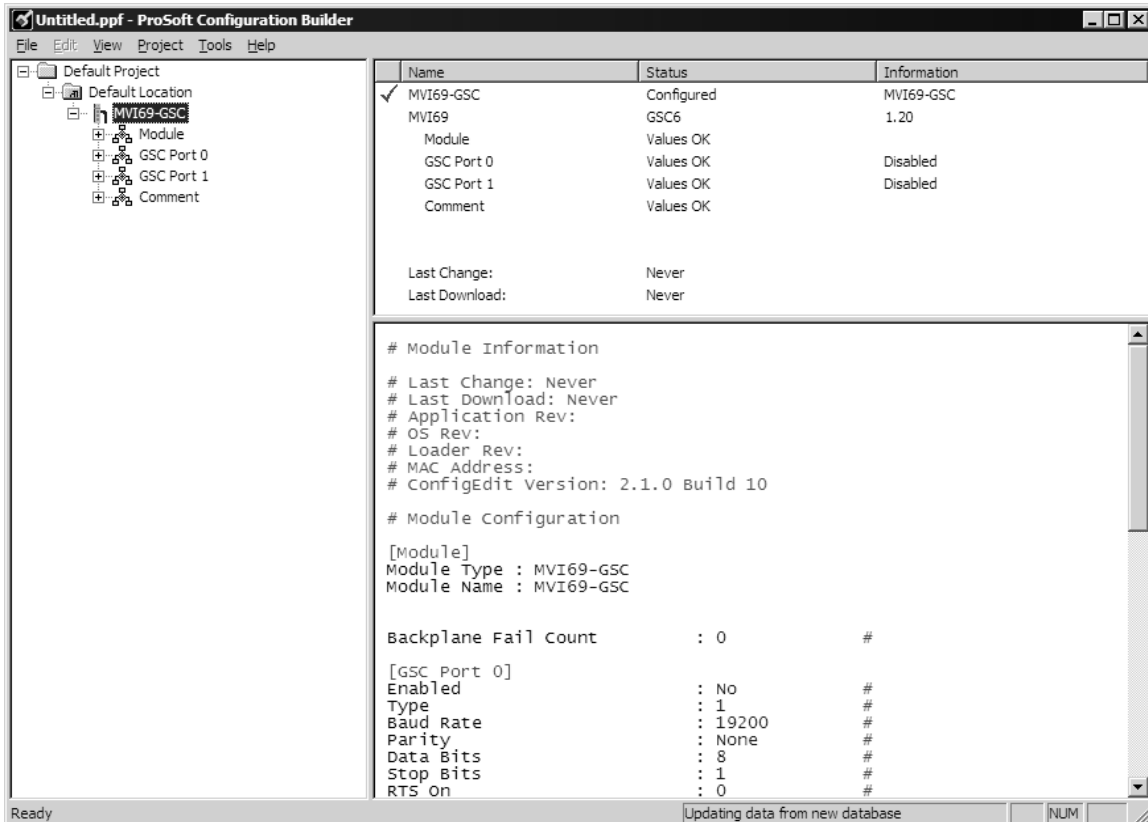 Untitled.ppf - ProSoft Configuration Builder
File Edit View Project Tools Help
Default Project
Default Location
MVI69-GSC
Module
GSC Port 0
GSC Port 1
Comment
Name Status Information
MVI69-GSC Configured MVI69-GSC
MVI69 GSC6 1.20
Module Values OK
GSC Port 0 Values OK Disabled
GSC Port 1 Values OK Disabled
Comment Values OK
Last Change: Never
Last Download: Never
# Module Information
# Last Change: Never
# Last Download: Never
# Application Rev:
# OS Rev:
# Loader Rev:
# MAC Address:
# ConfigEdit Version: 2.1.0 Build 10
# Module Configuration
[Module]
Module Type : MVI69-GSC
Module Name : MVI69-GSC
Backplane Fail Count : 0 #
[GSC Port 0]
Enabled : No #
Type : 1 #
Baud Rate : 19200 #
Parity : None #
Data Bits : 8 #
Stop Bits : 1 #
RTS On : 0 #
Ready Updating data from new database NUM